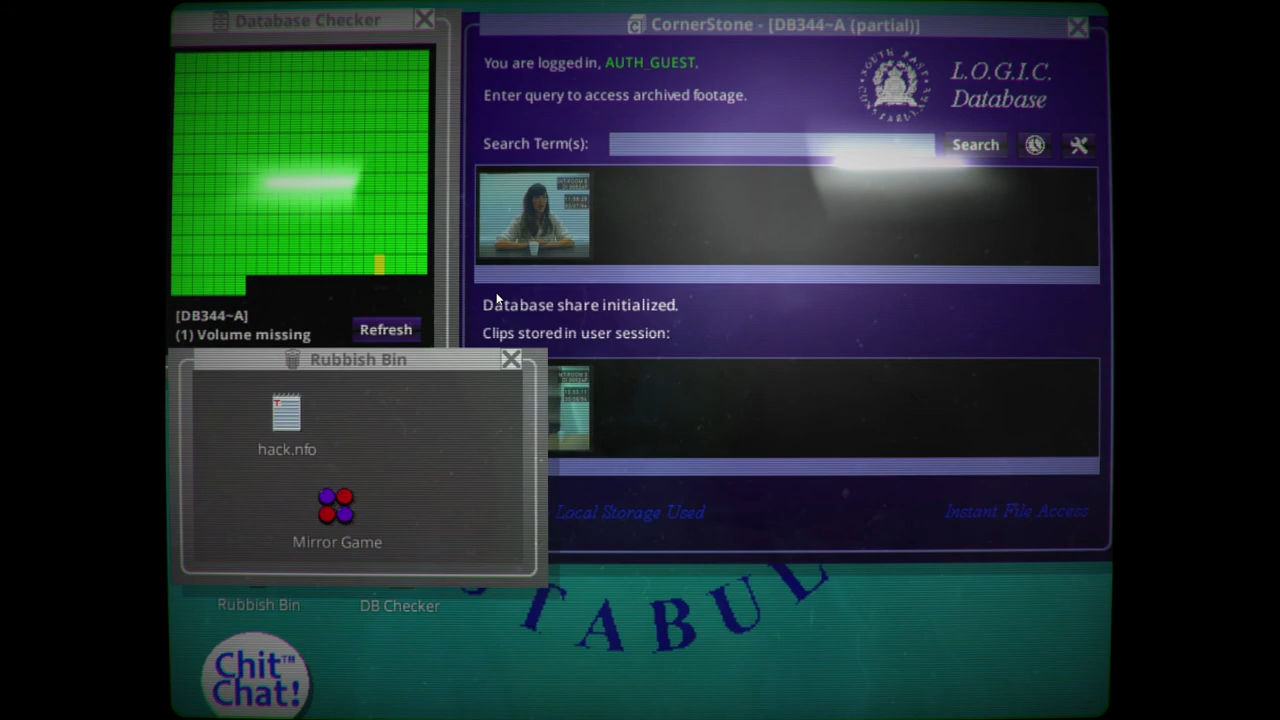 Database Checker
CornerStone - [DB344~A (partial)]
You are logged in, AUTH_GUEST.
Enter query to access archived footage.
L.O.G.I.C.
Database
Search Term(s):
Search
Database share initialized.
[DB344~A]
(1) Volume missing
Refresh
Clips stored in user session:
Rubbish Bin
hack.nfo
Mirror Game
Local Storage Used
Instant File Access
TABUL
Rubbish Bin
DB Checker
Chit™
Chat!